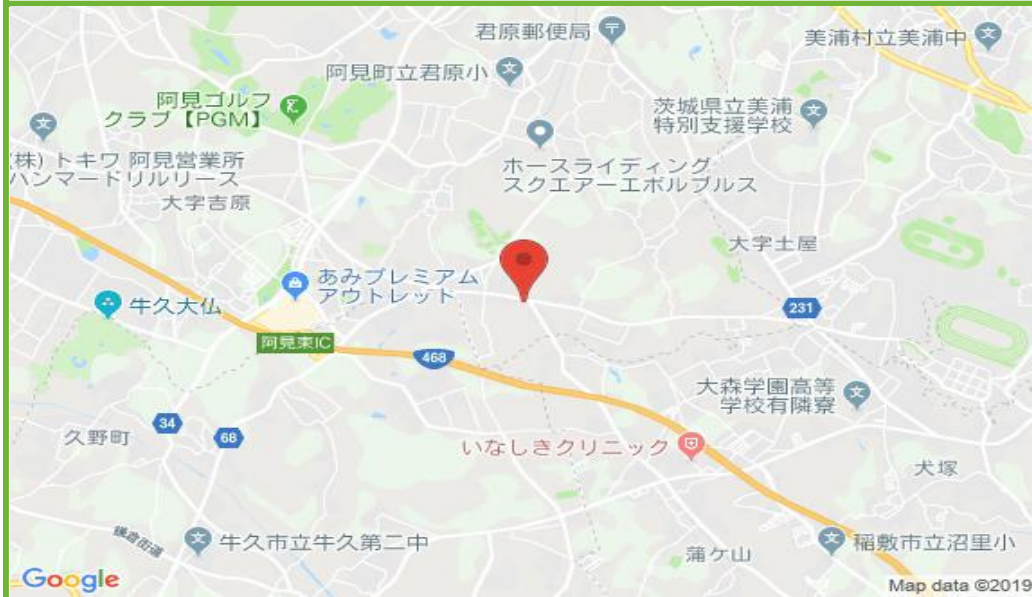 君原郵便局
美浦村立美浦中
阿見町立君原小
阿見ゴルフ
クラブ【PGM】
茨城県立美浦
特別支援学校
(株) トキワ 阿見営業所
ハンマードリルリース
ホースライディング
スクエアーエボルブルス
大字吉原
大字土屋
あみプレミアム
アウトレット
牛久大仏
231
阿見東IC
468
大森学園高等
学校有隣寮
34
68
久野町
いなしきクリニック
犬塚
鎌倉街道
牛久市立牛久第二中
蒲ケ山
稲敷市立沼里小
Google
Map data ©2019